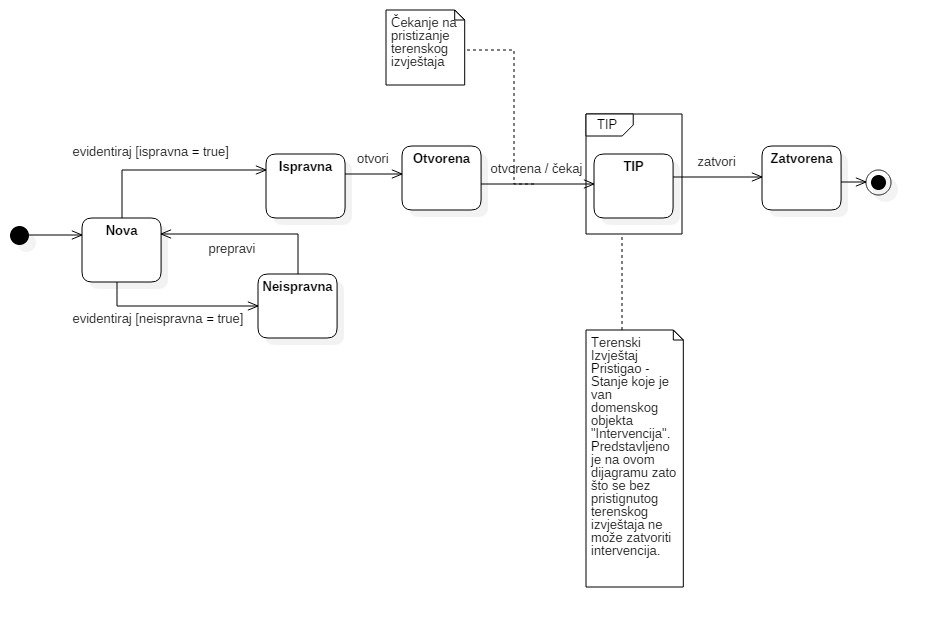 Čekanje na
pristizanje
terenskog
izvještaja
evidentiraj [ispravna = true]
Ispravna
otvori
Otvorena
otvorena / čekaj
TIP
TIP
zatvori
Zatvorena
Nova
prepravi
Neispravna
evidentiraj [neispravna = true]
Terenski
Izvještaj
Pristigao -
Stanje koje je
van
domenskog
objekta
"Intervencija".
Predstavljeno
je na ovom
dijagramu zato
što se bez
pristignutog
terenskog
izvještaja ne
može zatvoriti
intervencija.